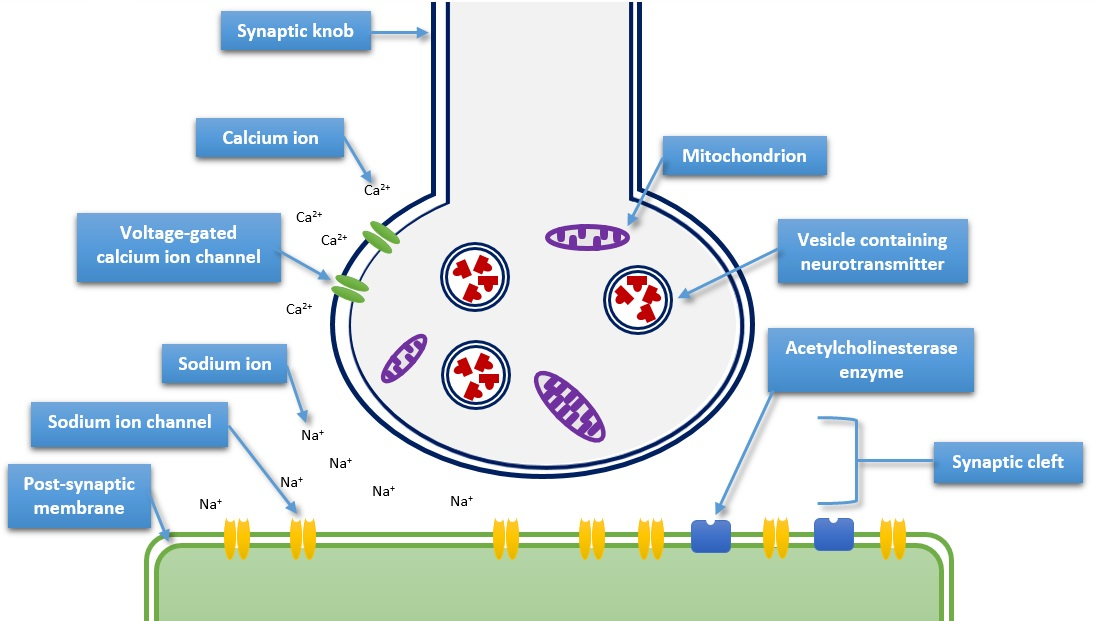 Synaptic knob
Calcium ion
Mitochondrion
Ca²⁺
Ca²⁺
Voltage-gated
calcium ion channel
Ca²⁺
Vesicle containing
neurotransmitter
Ca²⁺
Acetylcholinesterase
enzyme
Sodium ion
Sodium ion channel
Na⁺
Synaptic cleft
Na⁺
Post-synaptic
membrane
Na⁺
Na⁺
Na⁺
Na⁺